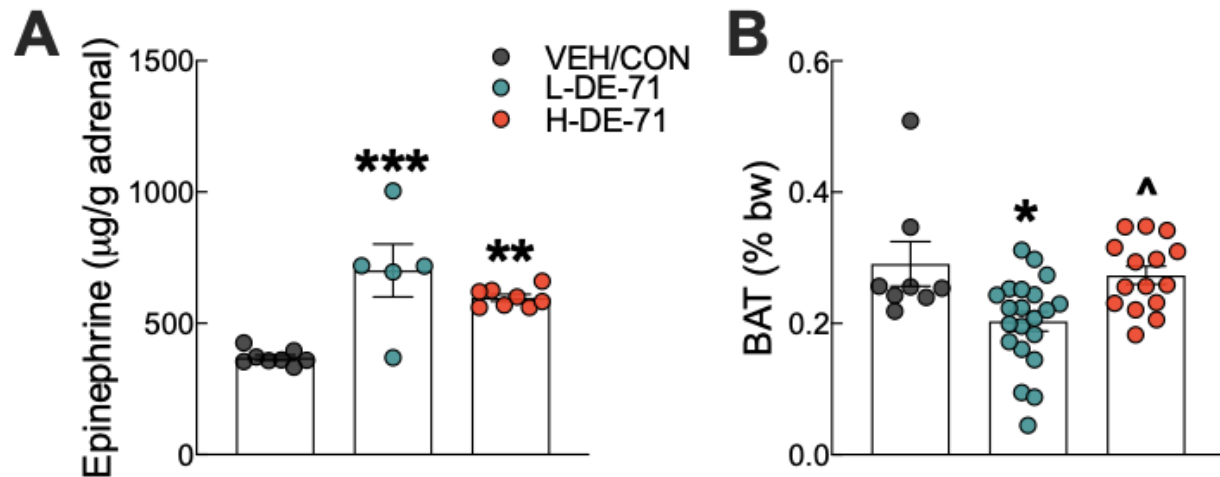 A
Epinephrine (µg/g adrenal)
1500
1000
500
0
***
**
VEH/CON
L-DE-71
H-DE-71
B
BAT (% bw)
0.6
0.4
0.2
0.0
*
^